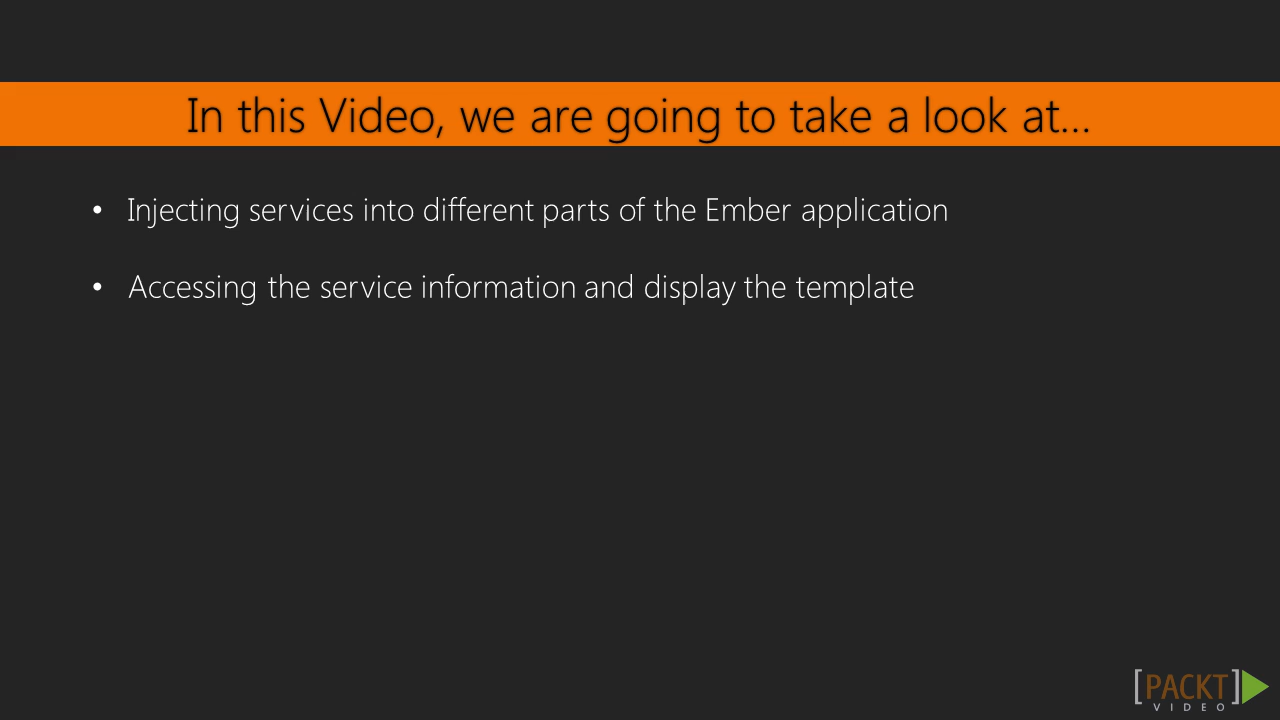 In this Video, we are going to take a look at...
• Injecting services into different parts of the Ember application
• Accessing the service information and display the template
[PACKT]
VIDEO